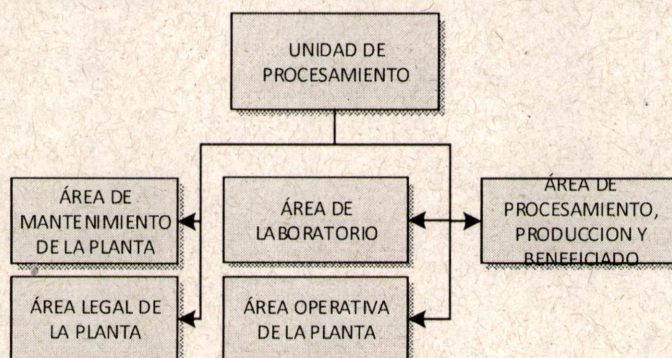 UNIDAD DE
PROCESAMIENTO
ÁREA DE
MANTENIMIENTO
DE LA PLANTA
ÁREA DE
LABORATORIO
ÁREA DE
PROCESAMIENTO,
PRODUCCION Y
BENEFICIADO
ÁREA LEGAL DE
LA PLANTA
ÁREA OPERATIVA
DE LA PLANTA